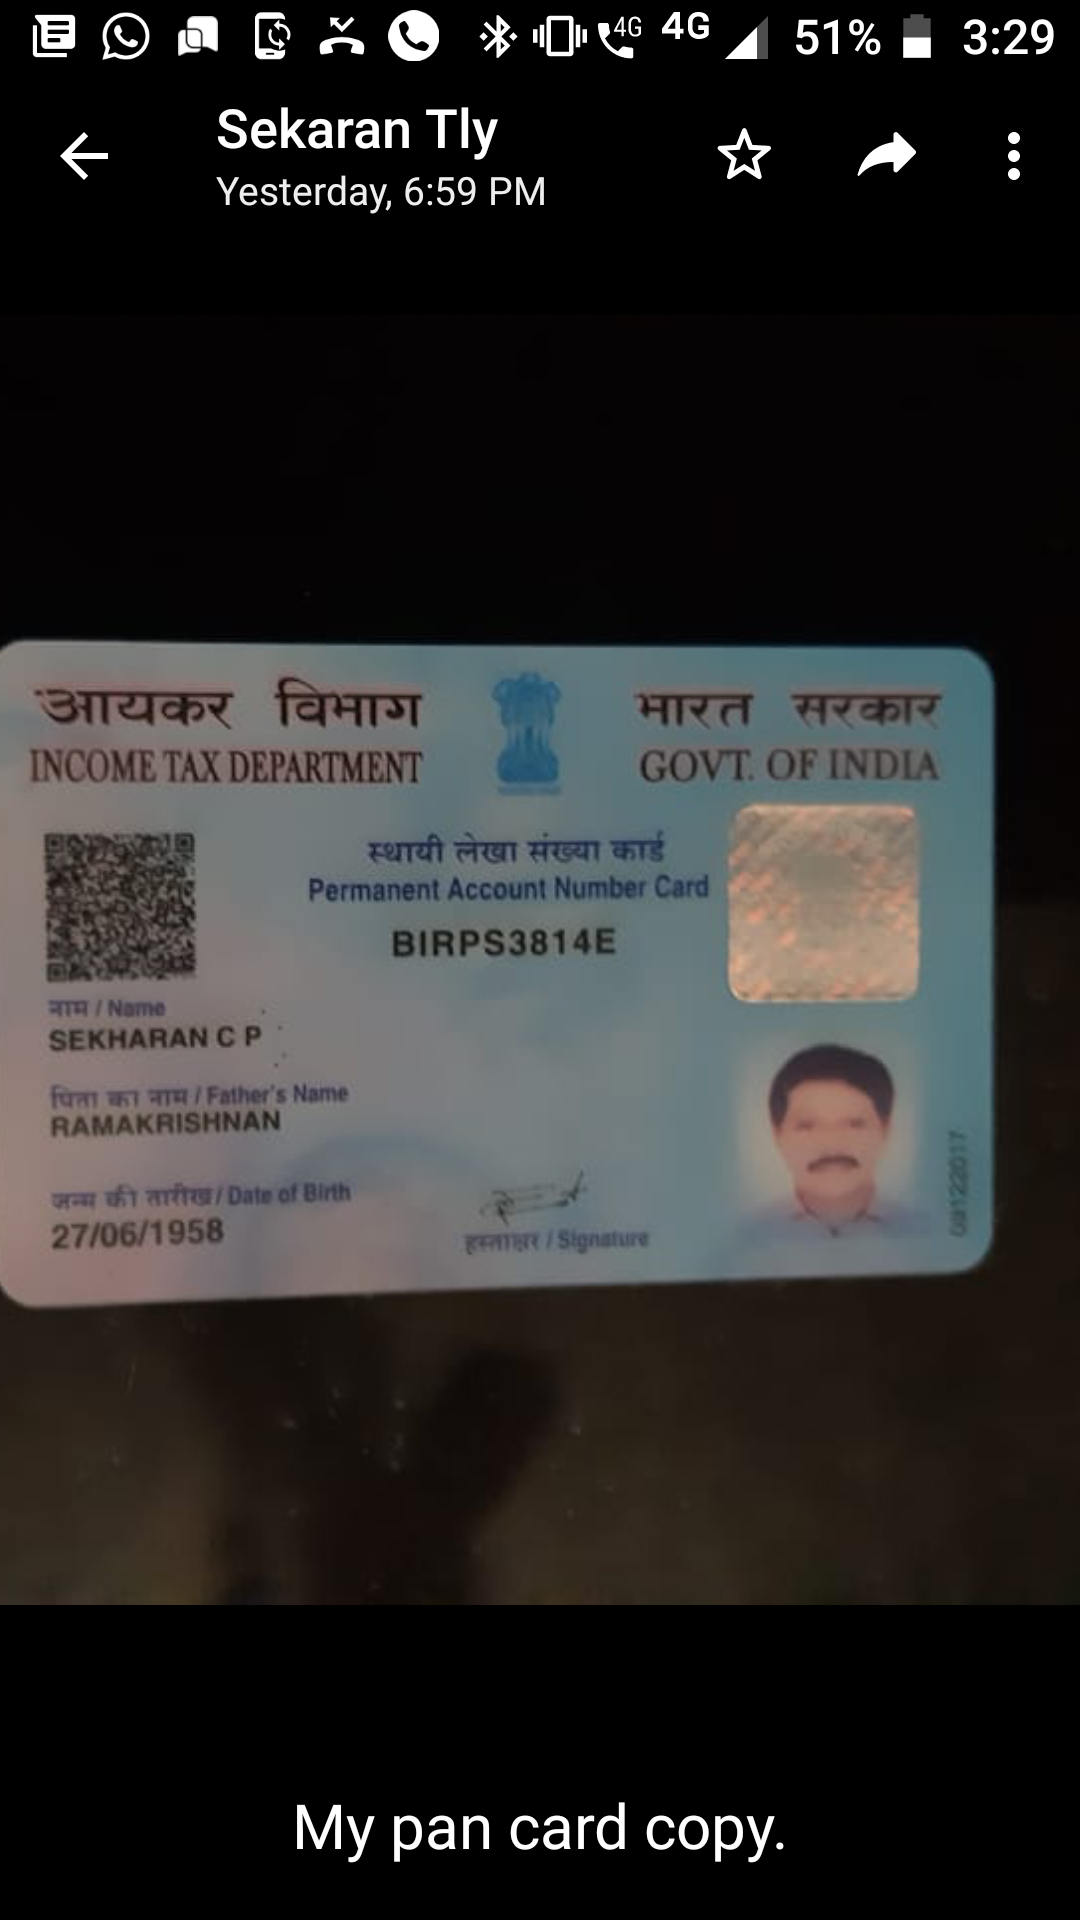 4G 4G 51% 3:29
Sekaran Tly
Yesterday, 6:59 PM
आयकर विभाग भारत सरकार
INCOME TAX DEPARTMENT GOVT. OF INDIA
स्थायी लेखा संख्या कार्ड
Permanent Account Number Card
BIRPS3814E
नाम / Name
SEKHARAN C P
पिता का नाम / Father's Name
RAMAKRISHNAN
जन्म की तारीख / Date of Birth
27/06/1958
हस्ताक्षर / Signature
09122017
My pan card copy.